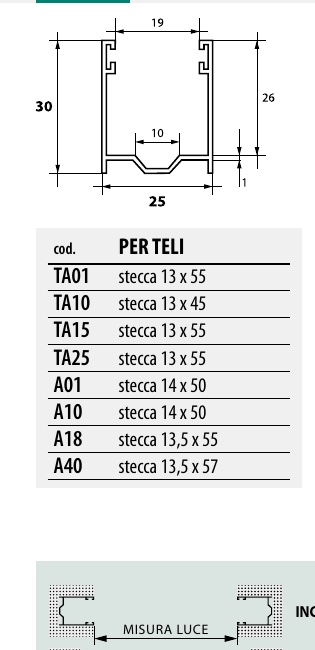 19
30
26
10
1
25
cod. PER TELI
TA01 stecca 13 x 55
TA10 stecca 13 x 45
TA15 stecca 13 x 55
TA25 stecca 13 x 55
A01 stecca 14 x 50
A10 stecca 14 x 50
A18 stecca 13,5 x 55
A40 stecca 13,5 x 57
INC
MISURA LUCE